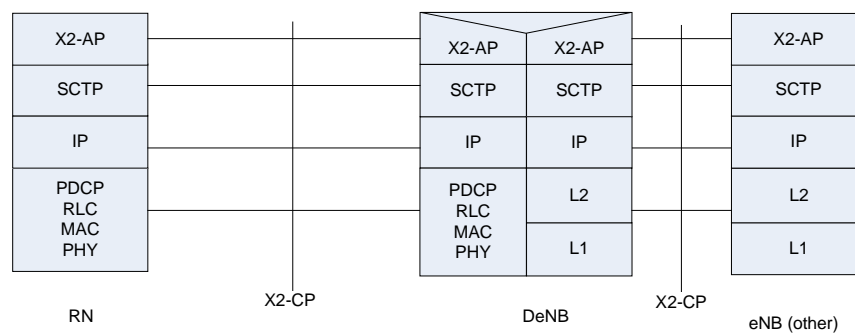 X2-AP
SCTP
IP
PDCP
RLC
MAC
PHY
RN
X2-CP
X2-AP X2-AP
SCTP SCTP
IP IP
PDCP
RLC
MAC
PHY
L2
L1
DeNB
X2-CP
X2-AP
SCTP
IP
L2
L1
eNB (other)